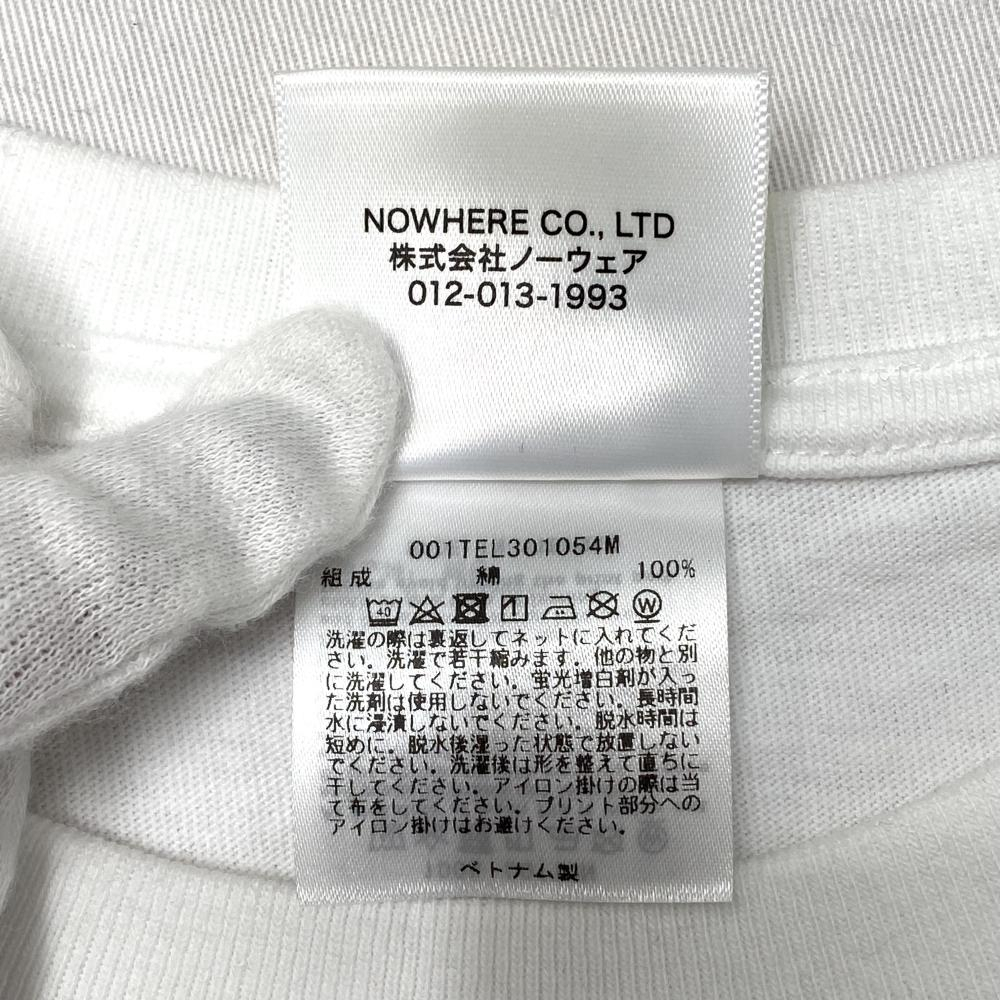 NOWHERE CO., LTD
株式会社ノーウェア
012-013-1993
001TEL301054M
組成 綿 100%
40 W
洗濯の際は裏返してネットに入れてくだ
さい。洗濯で若干縮みます。他の物と別
に洗濯してください。蛍光増白剤が入っ
た洗剤は使用しないでください。長時間
水に浸漬しないでください。脱水時間は
短めに。脱水後湿った状態で放置しない
でください。洗濯後は形を整えて直ちに
干してください。アイロン掛けの際は当
て布をしてください。プリント部分への
アイロン掛けはお避けください。
ベトナム製